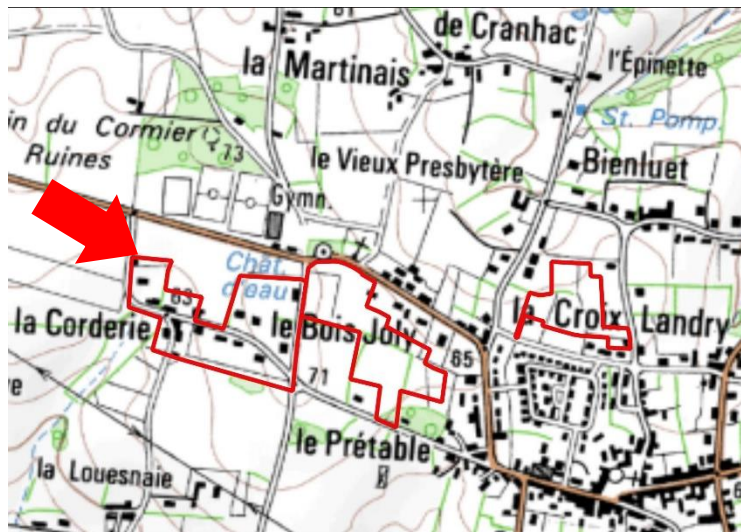 61
de Cranhac
l'Épinette
la Martinais
St. Pomp.
in du Cormier
Ruines
73
le Vieux Presbytère
Bienluet
Gymn.
Chât.
d'eau
63
la Corderie
le Bois Joly
la Croix Landry
65
71
le Prétable
la Louesnaie